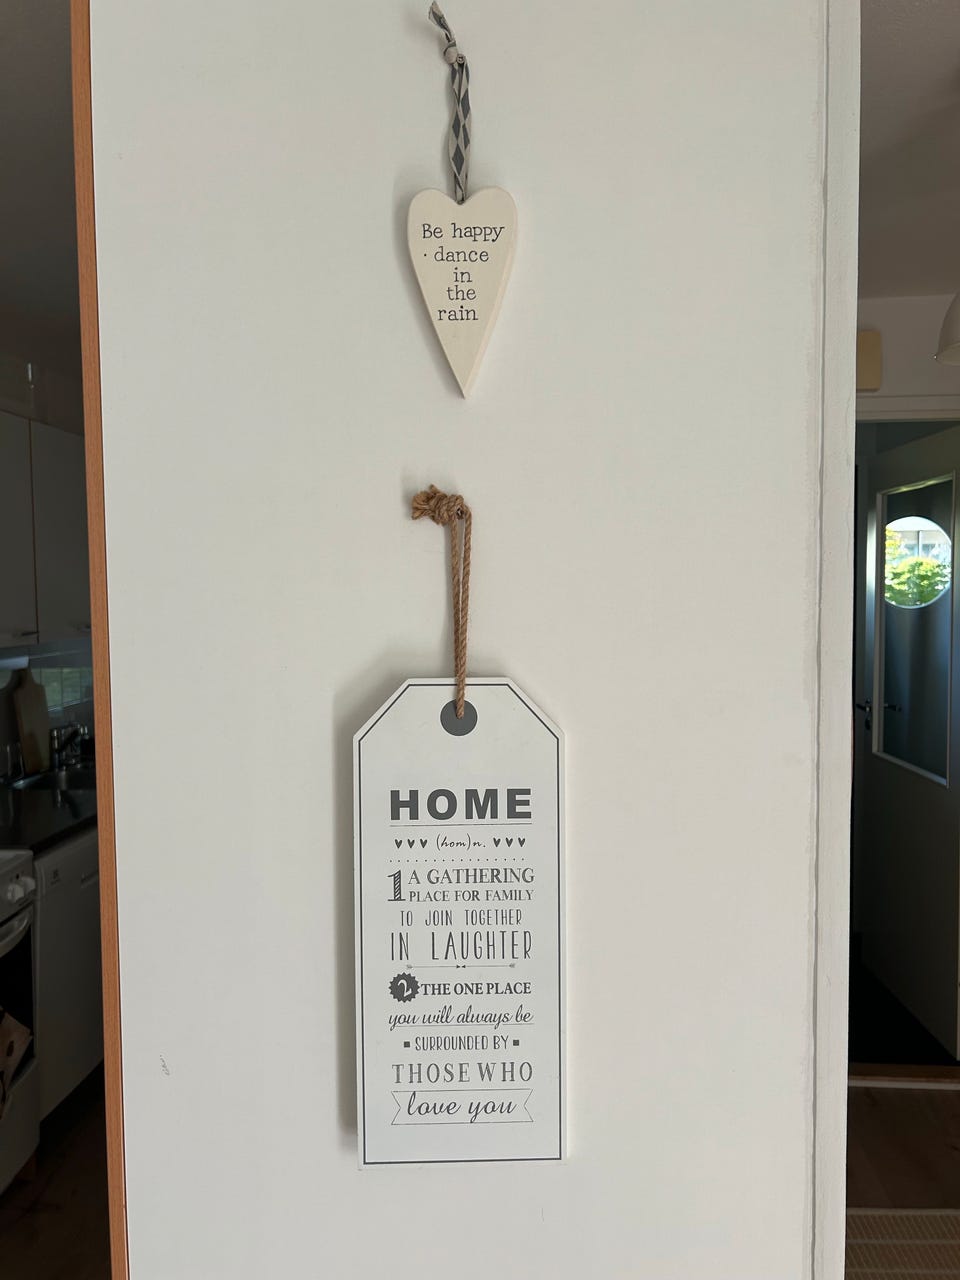 Be happy
· dance
in
the
rain
HOME
(hom)n.
1 A GATHERING
PLACE FOR FAMILY
TO JOIN TOGETHER
IN LAUGHTER
2 THE ONE PLACE
you will always be
SURROUNDED BY
THOSE WHO
love you